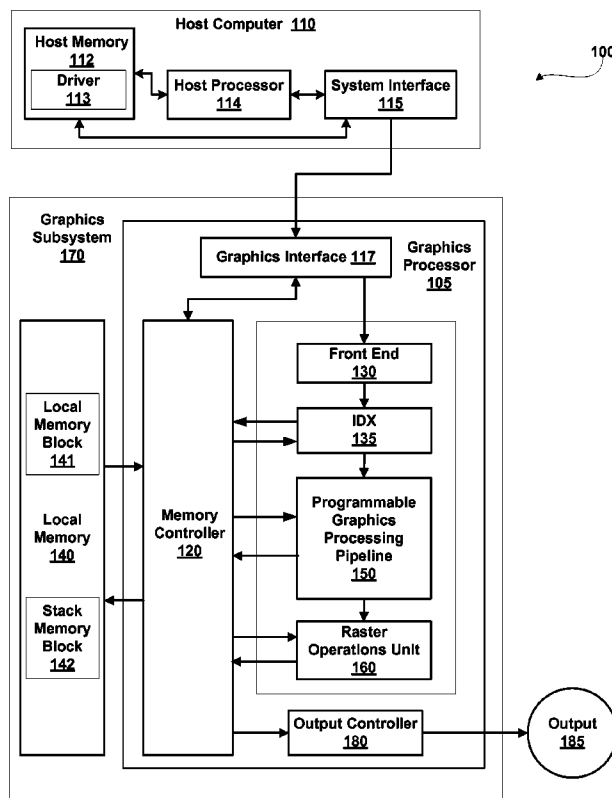 Host Computer 110
Host Memory
112
Driver
113
Host Processor
114
System Interface
115
100
Graphics
Subsystem
170
Graphics Interface 117
Graphics
Processor
105
Front End
130
Local
Memory
Block
141
IDX
135
Local
Memory
140
Memory
Controller
120
Programmable
Graphics
Processing
Pipeline
150
Stack
Memory
Block
142
Raster
Operations Unit
160
Output Controller
180
Output
185